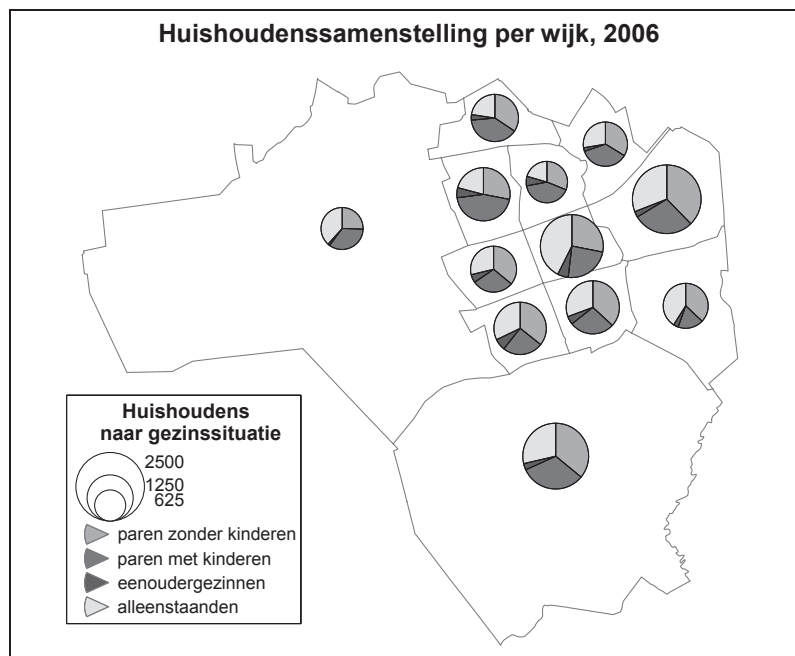 Huishoudenssamenstelling per wijk, 2006
Huishoudens
naar gezinssituatie
2500
1250
625
paren zonder kinderen
paren met kinderen
eenoudergezinnen
alleenstaanden